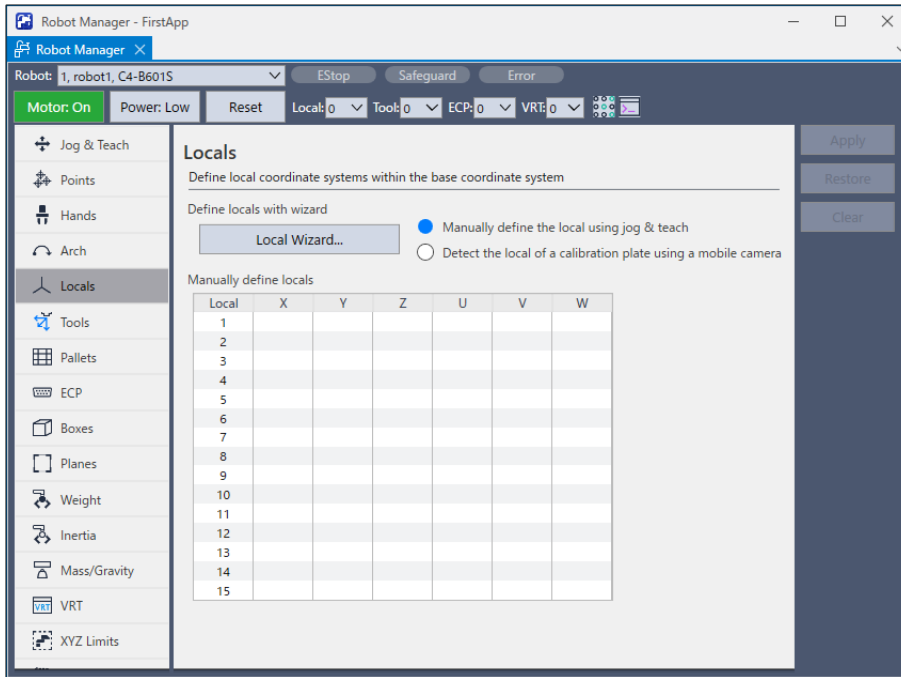 Robot Manager - FirstApp
Robot Manager
Robot: 1, robot1, C4-B601S EStop Safeguard Error
Motor: On Power: Low Reset Local: 0 Tool: 0 ECP: 0 VRT: 0
Jog & Teach
Points
Hands
Arch
Locals
Tools
Pallets
ECP
Boxes
Planes
Weight
Inertia
Mass/Gravity
VRT VRT
XYZ Limits
Locals
Define local coordinate systems within the base coordinate system
Define locals with wizard
Local Wizard...
Manually define the local using jog & teach
Detect the local of a calibration plate using a mobile camera
Manually define locals
Local X Y Z U V W
1
2
3
4
5
6
7
8
9
10
11
12
13
14
15
Apply
Restore
Clear